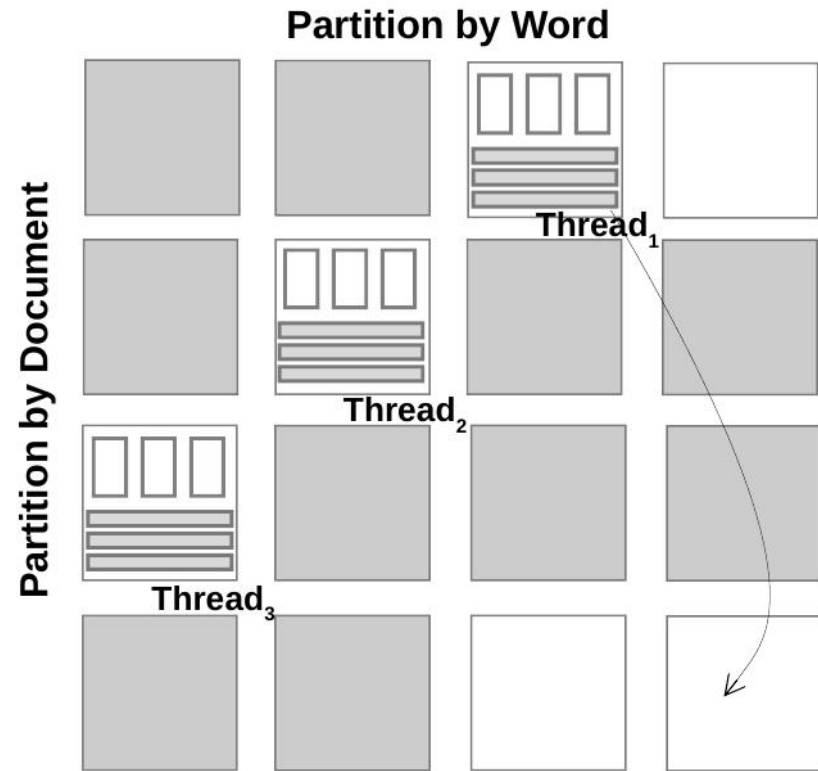 Partition by Word
Partition by Document
Thread1
Thread2
Thread3